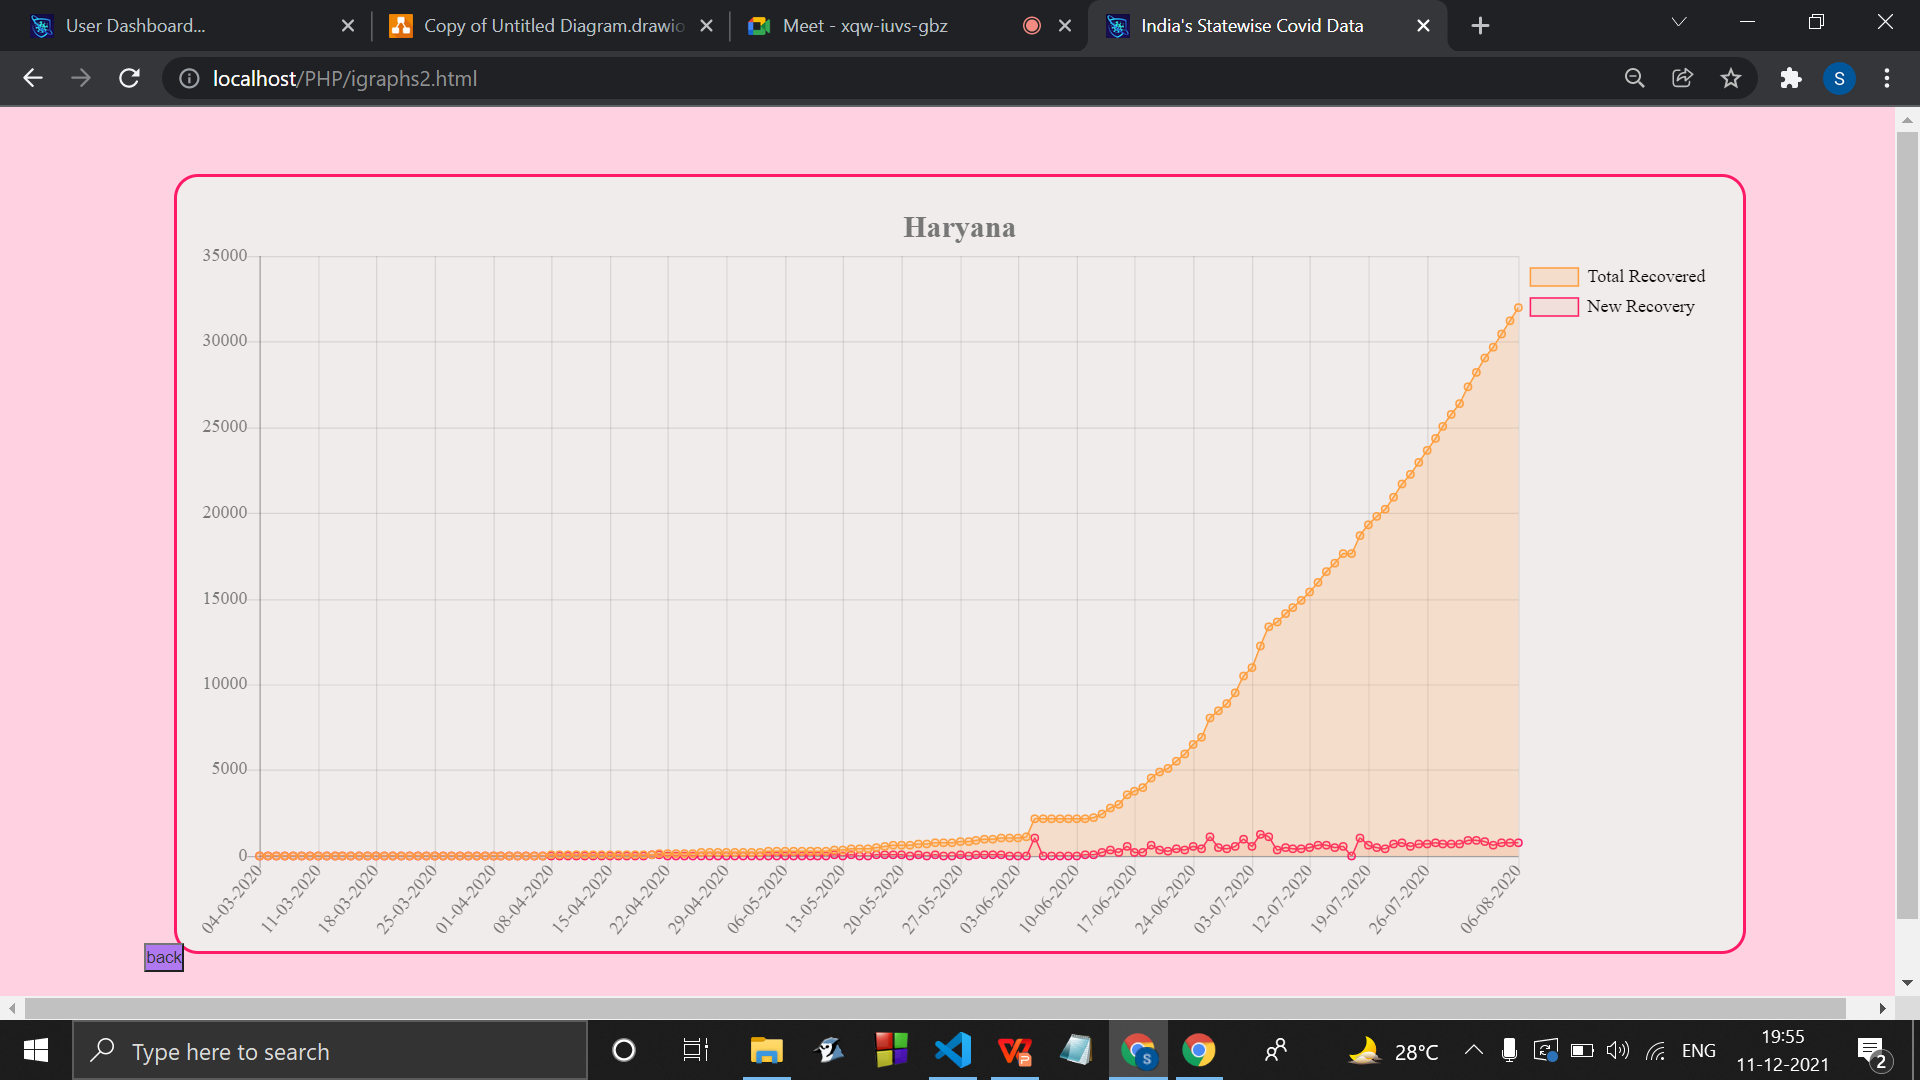 User Dashboard...
Copy of Untitled Diagram.drawio
Meet - xqw-iuvs-gbz
India's Statewise Covid Data
localhost/PHP/igraphs2.html
S
Haryana
Total Recovered
New Recovery
35000
30000
25000
20000
15000
10000
5000
0
04-03-2020
11-03-2020
18-03-2020
25-03-2020
01-04-2020
08-04-2020
15-04-2020
22-04-2020
29-04-2020
06-05-2020
13-05-2020
20-05-2020
27-05-2020
03-06-2020
10-06-2020
17-06-2020
24-06-2020
03-07-2020
12-07-2020
19-07-2020
26-07-2020
06-08-2020
back
Type here to search
S
28°C
ENG
19:55
11-12-2021
2